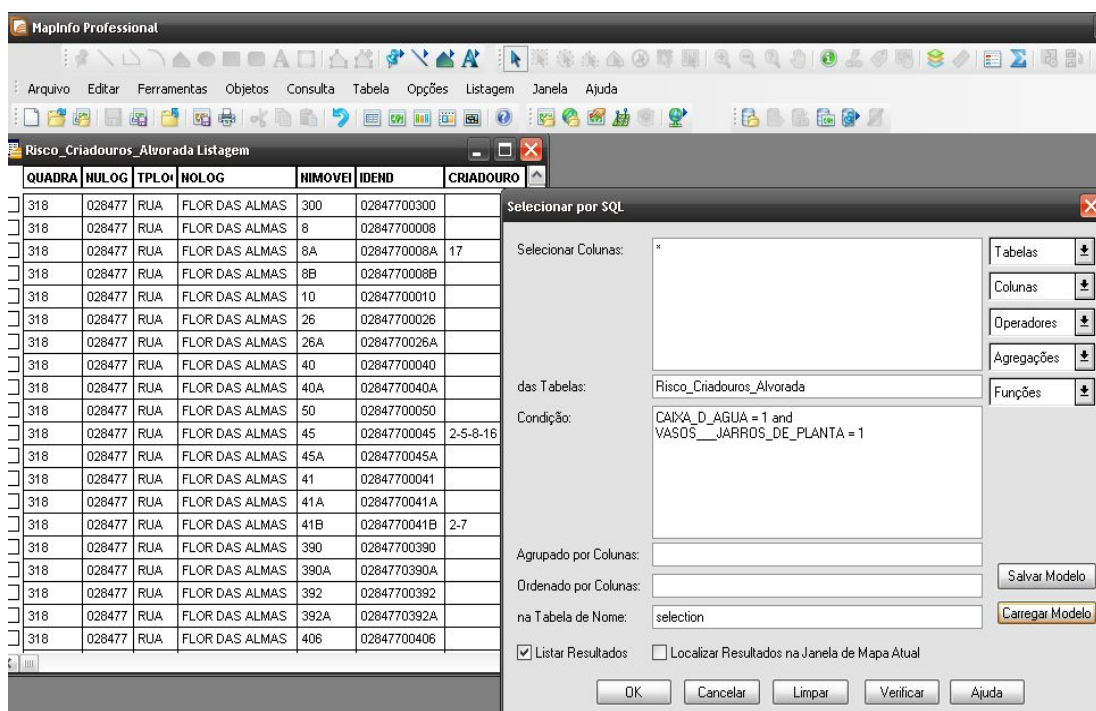 MapInfo Professional
Arquivo Editar Ferramentas Objetos Consulta Tabela Opções Listagem Janela Ajuda
Risco_Criadouros_Alvorada Listagem
QUADRA NULOG TPLO NOLOG NIMOVEI IDEND CRIADOURO
318 028477 RUA FLOR DAS ALMAS 300 02847700300
318 028477 RUA FLOR DAS ALMAS 8 02847700008
318 028477 RUA FLOR DAS ALMAS 8A 0284770008A 17
318 028477 RUA FLOR DAS ALMAS 8B 0284770008B
318 028477 RUA FLOR DAS ALMAS 10 02847700010
318 028477 RUA FLOR DAS ALMAS 26 02847700026
318 028477 RUA FLOR DAS ALMAS 26A 0284770026A
318 028477 RUA FLOR DAS ALMAS 40 02847700040
318 028477 RUA FLOR DAS ALMAS 40A 0284770040A
318 028477 RUA FLOR DAS ALMAS 50 02847700050
318 028477 RUA FLOR DAS ALMAS 45 02847700045 2-5-8-16
318 028477 RUA FLOR DAS ALMAS 45A 0284770045A
318 028477 RUA FLOR DAS ALMAS 41 02847700041
318 028477 RUA FLOR DAS ALMAS 41A 0284770041A
318 028477 RUA FLOR DAS ALMAS 41B 0284770041B 2-7
318 028477 RUA FLOR DAS ALMAS 390 02847700390
318 028477 RUA FLOR DAS ALMAS 390A 0284770390A
318 028477 RUA FLOR DAS ALMAS 392 02847700392
318 028477 RUA FLOR DAS ALMAS 392A 0284770392A
318 028477 RUA FLOR DAS ALMAS 406 02847700406
Selecionar por SQL
Selecionar Colunas: *
Tabelas
Colunas
Operadores
Agregações
Funções
das Tabelas: Risco_Criadouros_Alvorada
Condição: CAIXA_D_AGUA = 1 and
VASOS___JARROS_DE_PLANTA = 1
Agrupado por Colunas:
Ordenado por Colunas:
na Tabela de Nome: selection
Salvar Modelo
Carregar Modelo
Listar Resultados Localizar Resultados na Janela de Mapa Atual
OK Cancelar Limpar Verificar Ajuda